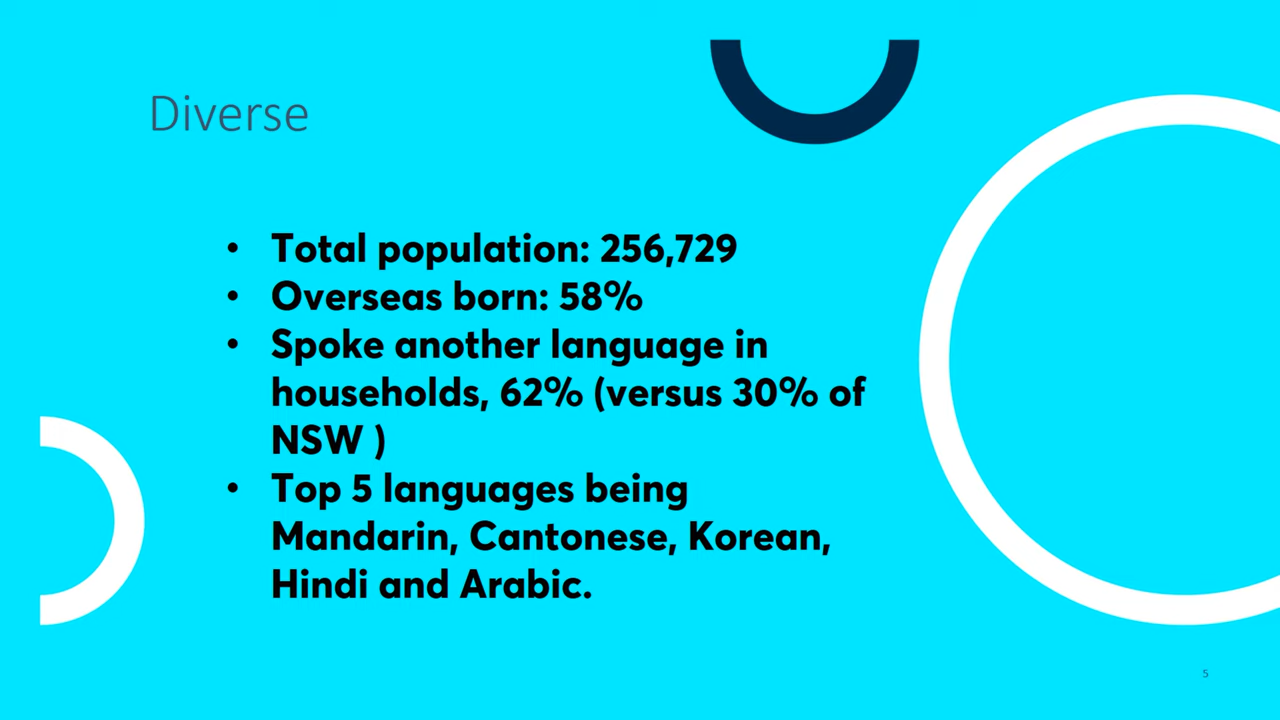 Diverse
• Total population: 256,729
• Overseas born: 58%
• Spoke another language in
households, 62% (versus 30% of
NSW )
• Top 5 languages being
Mandarin, Cantonese, Korean,
Hindi and Arabic.
5